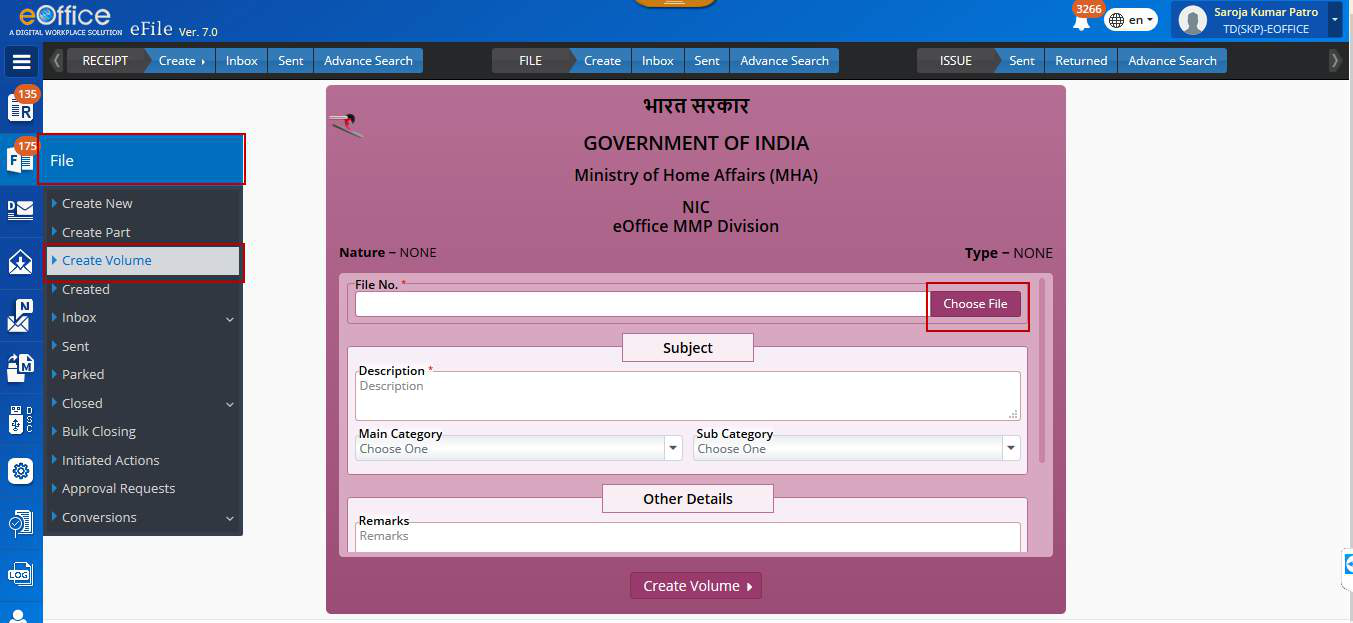 eOffice
A DIGITAL WORKPLACE SOLUTION
eFile Ver. 7.0
3266
en
Saroja Kumar Patro
TD(SKP)-EOFFICE
RECEIPT Create Inbox Sent Advance Search FILE Create Inbox Sent Advance Search ISSUE Sent Returned Advance Search
135
R
175
F
File
D
Create New
Create Part
Create Volume
Created
Inbox
Sent
Parked
Closed
Bulk Closing
Initiated Actions
Approval Requests
Conversions
N
M
DSC
LOG
भारत सरकार
GOVERNMENT OF INDIA
Ministry of Home Affairs (MHA)
NIC
eOffice MMP Division
Nature – NONE Type – NONE
File No. *
Choose File
Subject
Description *
Description
Main Category Sub Category
Choose One Choose One
Other Details
Remarks
Remarks
Create Volume